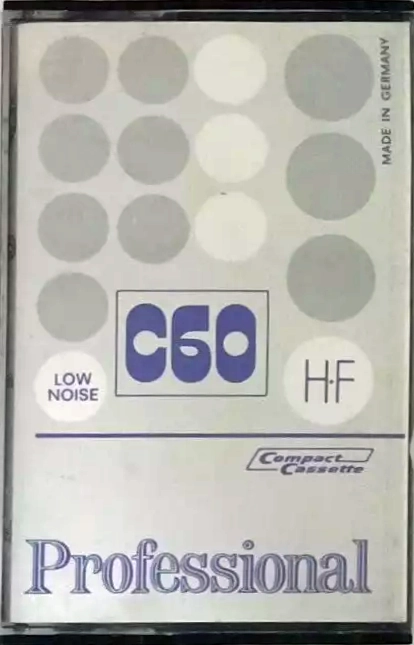 MADE IN GERMANY
C60
LOW
NOISE
H·F
Compact
Cassette
Professional